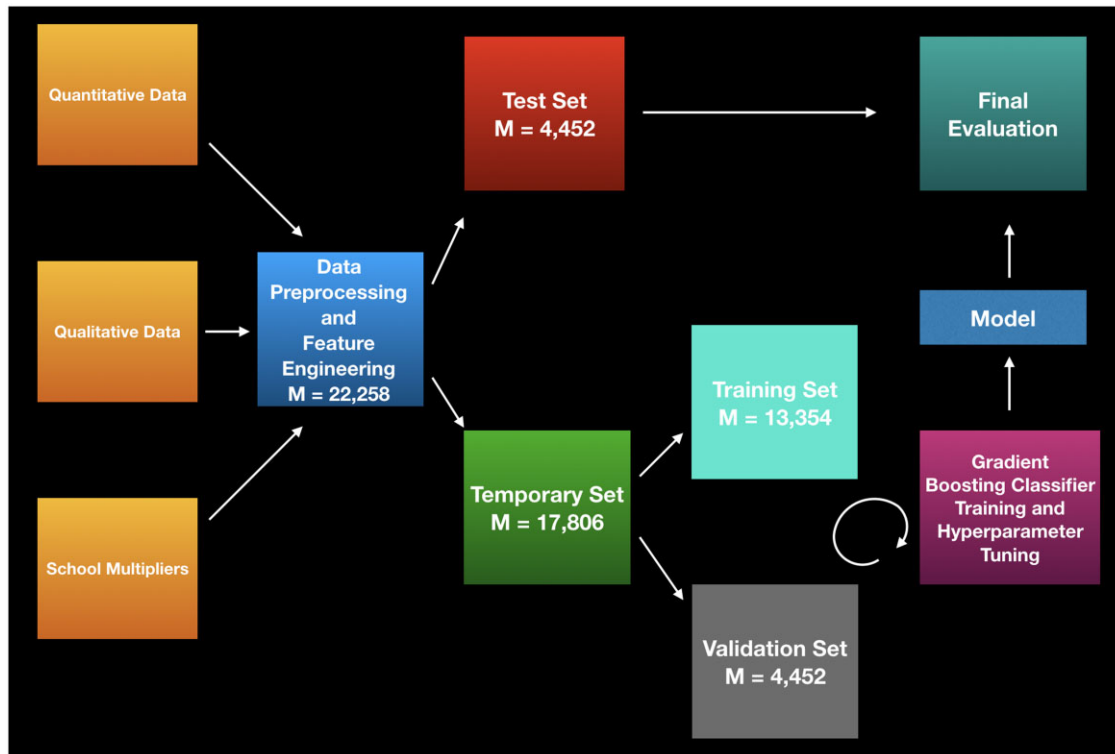 Quantitative Data
Qualitative Data
School Multipliers
Data
Preprocessing
and
Feature
Engineering
M = 22,258
Test Set
M = 4,452
Temporary Set
M = 17,806
Training Set
M = 13,354
Validation Set
M = 4,452
Final
Evaluation
Model
Gradient
Boosting Classifier
Training and
Hyperparameter
Tuning